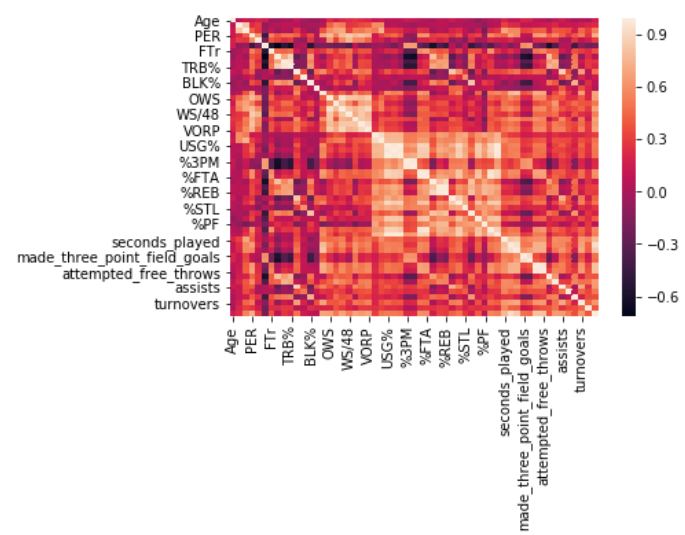 Age
PER
FTr
TRB%
BLK%
OWS
WS/48
VORP
USG%
%3PM
%FTA
%REB
%STL
%PF
seconds_played
made_three_point_field_goals
attempted_free_throws
assists
turnovers
0.9
0.6
0.3
0.0
−0.3
−0.6
Age
PER
FTr
TRB%
BLK%
OWS
WS/48
VORP
USG%
%3PM
%FTA
%REB
%STL
%PF
seconds_played
made_three_point_field_goals
attempted_free_throws
assists
turnovers